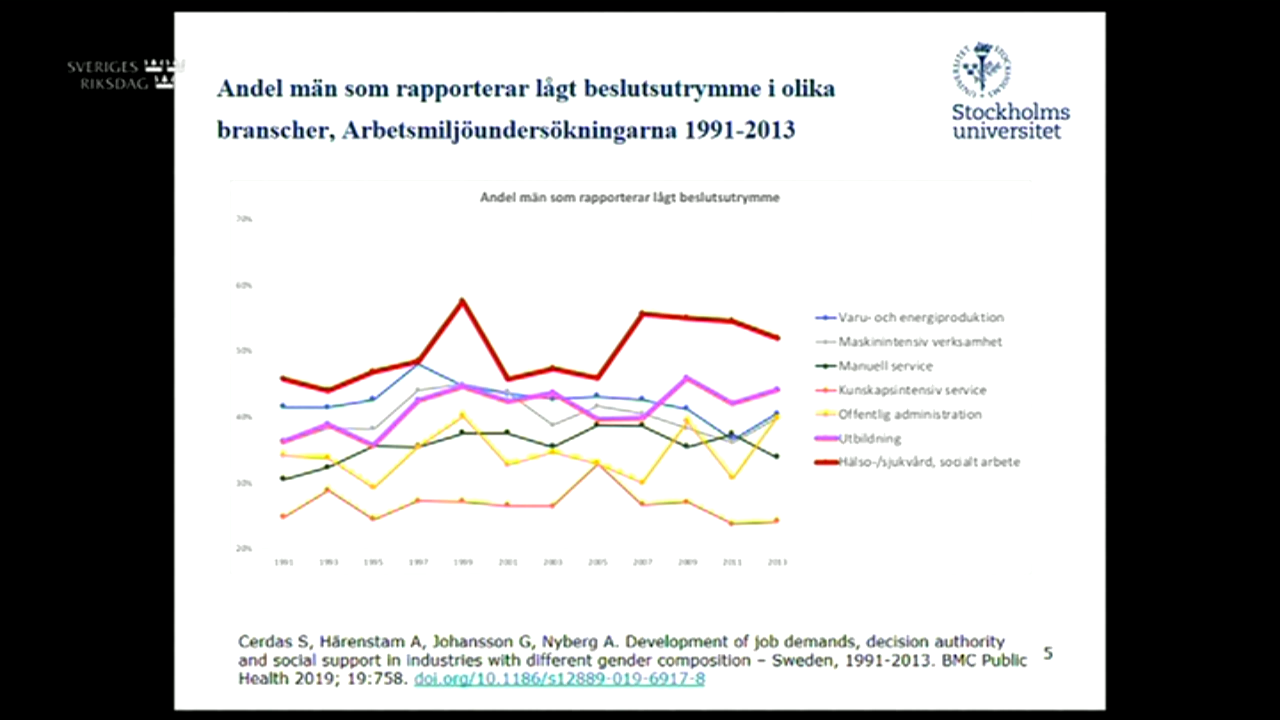 SVERIGES
RIKSDAG
Andel män som rapporterar lågt beslutsutrymme i olika
branscher, Arbetsmiljöundersökningarna 1991-2013
Stockholms
universitet
Andel män som rapporterar lågt beslutsutrymme
70%
60%
50%
40%
30%
20%
1991 1993 1995 1997 1999 2001 2003 2005 2007 2009 2011 2013
Varu- och energiproduktion
Maskinintensiv verksamhet
Manuell service
Kunskapsintensiv service
Offentlig administration
Utbildning
Hälso-/sjukvård, socialt arbete
Cerdas S, Härenstam A, Johansson G, Nyberg A. Development of job demands, decision authority
and social support in industries with different gender composition – Sweden, 1991-2013. BMC Public
Health 2019; 19:758. doi.org/10.1186/s12889-019-6917-8
5